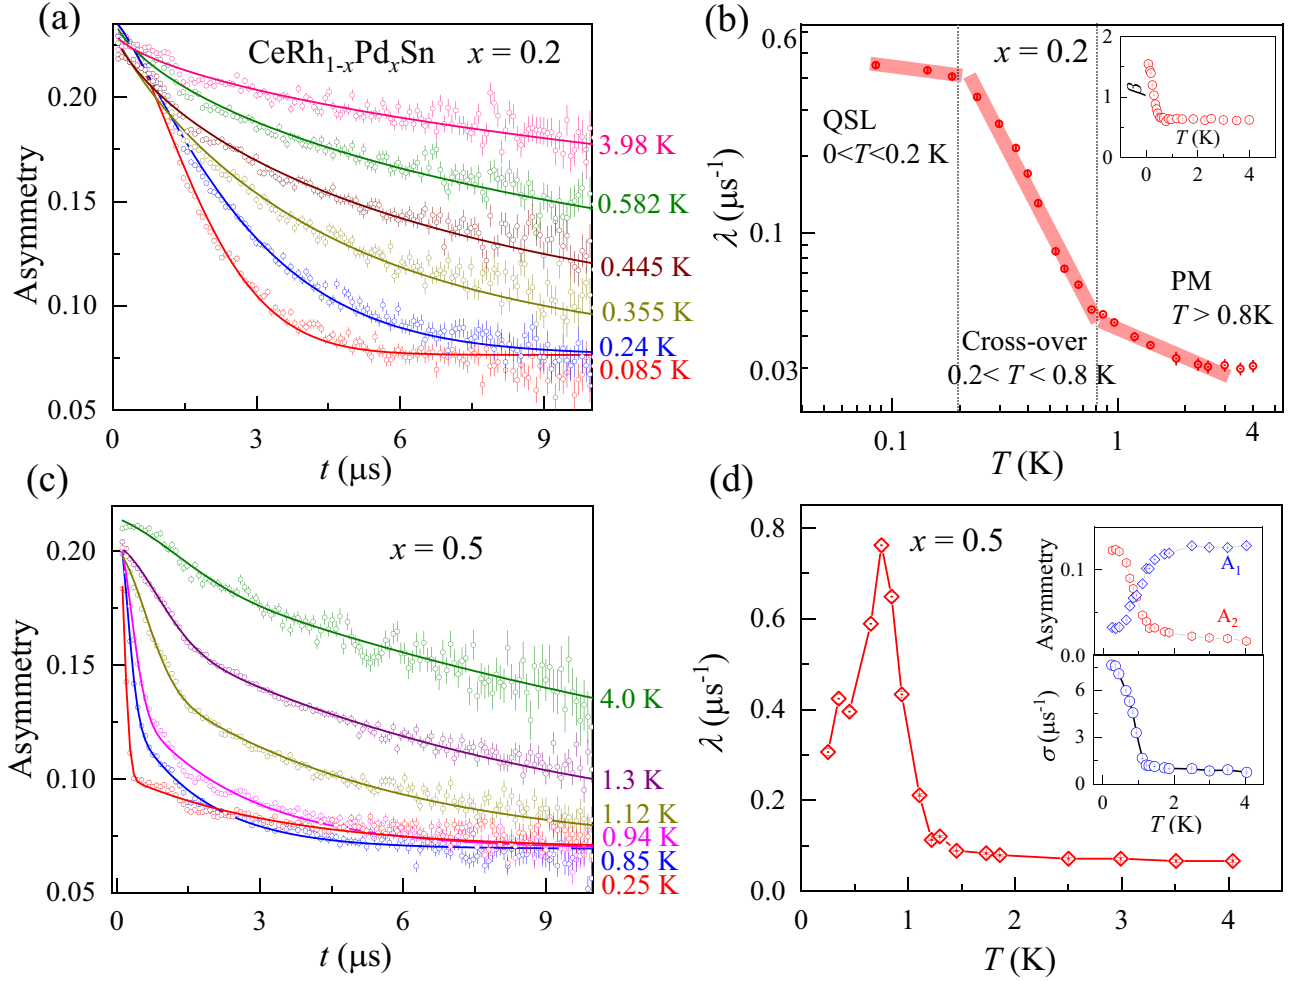 (a)
CeRh1-xPdxSn x = 0.2
Asymmetry
0.20
0.15
0.10
0.05
0
3
6
9
t (μs)
3.98 K
0.582 K
0.445 K
0.355 K
0.24 K
0.085 K
(b)
x = 0.2
λ (μs-1)
0.6
0.1
0.03
QSL
0<T<0.2 K
Cross-over
0.2< T < 0.8 K
PM
T > 0.8K
0.1
1
4
T (K)
β
2
1
0
T (K)
0
2
4
(c)
x = 0.5
Asymmetry
0.20
0.15
0.10
0.05
0
3
6
9
t (μs)
4.0 K
1.3 K
1.12 K
0.94 K
0.85 K
0.25 K
(d)
x = 0.5
λ (μs-1)
0.8
0.6
0.4
0.2
0.0
0
1
2
3
4
T (K)
Asymmetry
0.1
0.0
A1
A2
σ (μs-1)
6
3
0
0
2
4
T (K)